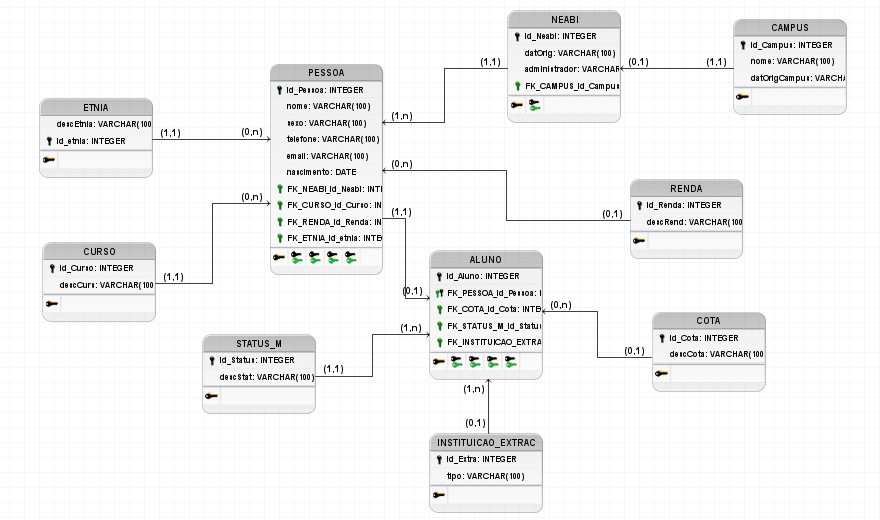 NEABI
Id_Neabi: INTEGER
datOrig: VARCHAR(100)
administrador: VARCHAR
FK_CAMPUS_Id_Campus
CAMPUS
Id_Campus: INTEGER
nome: VARCHAR(100)
datOrigCampus: VARCHA
(1,1)
(0,1)
(1,1)
PESSOA
Id_Pessoa: INTEGER
nome: VARCHAR(100)
sexo: VARCHAR(100)
telefone: VARCHAR(100)
email: VARCHAR(100)
nascimento: DATE
FK_NEABI_Id_Neabi: INTE
FK_CURSO_Id_Curso: IN
FK_RENDA_Id_Renda: IN
FK_ETNIA_id_etnia: INTEG
(1,n)
(0,n)
(1,1)
ETNIA
descEtnia: VARCHAR(100
id_etnia: INTEGER
(1,1)
(0,n)
RENDA
Id_Renda: INTEGER
descRend: VARCHAR(100
(0,1)
CURSO
Id_Curso: INTEGER
descCurs: VARCHAR(100
(1,1)
(0,n)
ALUNO
Id_Aluno: INTEGER
FK_PESSOA_Id_Pessoa: I
FK_COTA_Id_Cota: INTEG
FK_STATUS_M_Id_Status
FK_INSTITUICAO_EXTRA
(0,1)
(1,n)
(0,n)
(1,n)
COTA
Id_Cota: INTEGER
descCota: VARCHAR(100
(0,1)
STATUS_M
Id_Status: INTEGER
descStat: VARCHAR(100)
(1,1)
(0,1)
INSTITUICAO_EXTRAC
Id_Extra: INTEGER
tipo: VARCHAR(100)